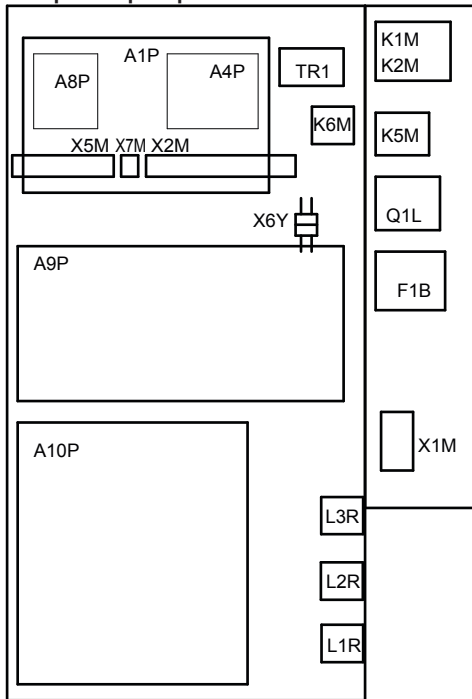 A1P
A8P
A4P
TR1
K1M
K2M
K6M
K5M
X5M X7M X2M
X6Y
Q1L
A9P
F1B
A10P
X1M
L3R
L2R
L1R